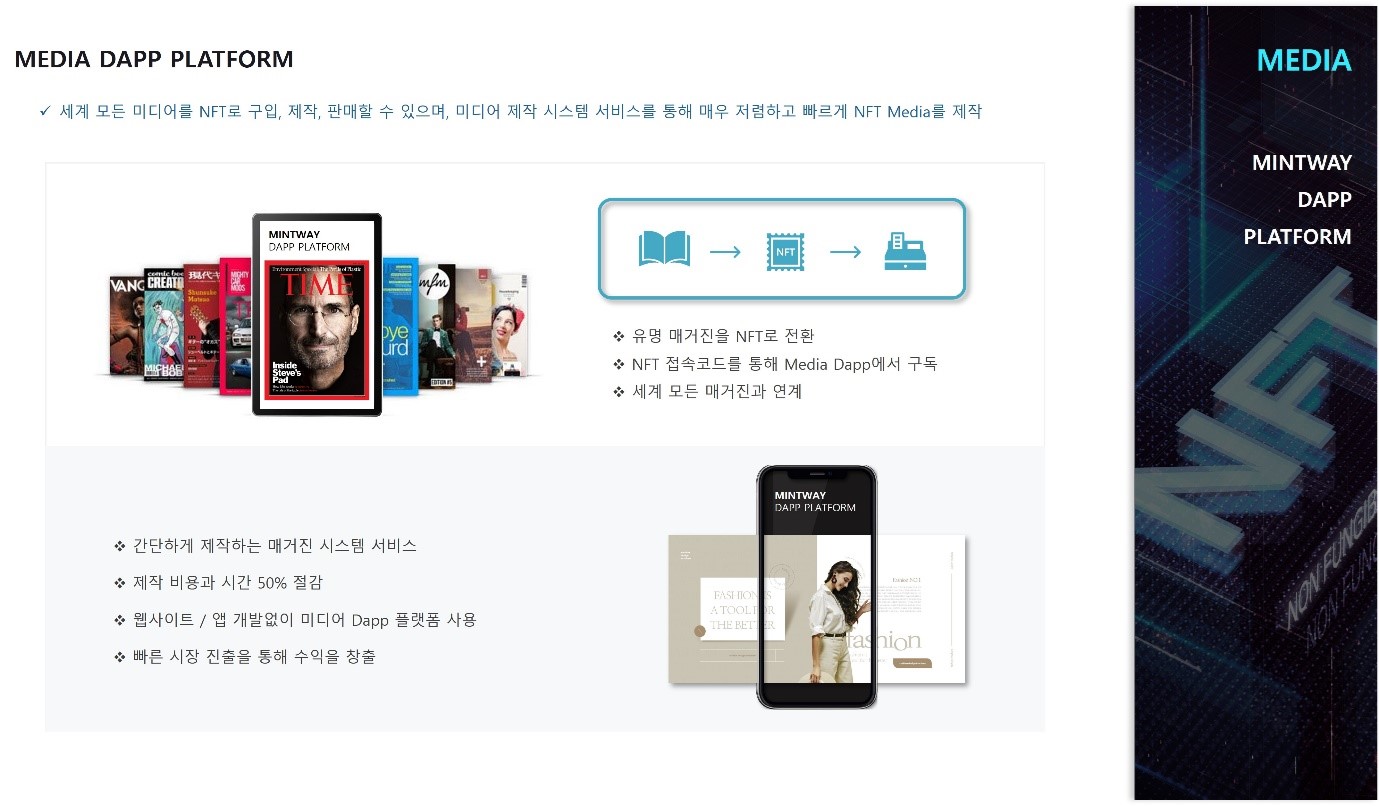 MEDIA DAPP PLATFORM
✓ 세계 모든 미디어를 NFT로 구입, 제작, 판매할 수 있으며, 미디어 제작 시스템 서비스를 통해 매우 저렴하고 빠르게 NFT Media를 제작
MINTWAY
DAPP PLATFORM
TIME
Inside
Steve's
Pad
MIGHTY
CAR
MODS
mfm
NFT
❖ 유명 매거진을 NFT로 전환
❖ NFT 접속코드를 통해 Media Dapp에서 구독
❖ 세계 모든 매거진과 연계
❖ 간단하게 제작하는 매거진 시스템 서비스
❖ 제작 비용과 시간 50% 절감
❖ 웹사이트 / 앱 개발없이 미디어 Dapp 플랫폼 사용
❖ 빠른 시장 진출을 통해 수익을 창출
MINTWAY
DAPP PLATFORM
FASHION IS
A TOOL FOR
THE BETTER
fashion
MEDIA
MINTWAY
DAPP
PLATFORM
NFT